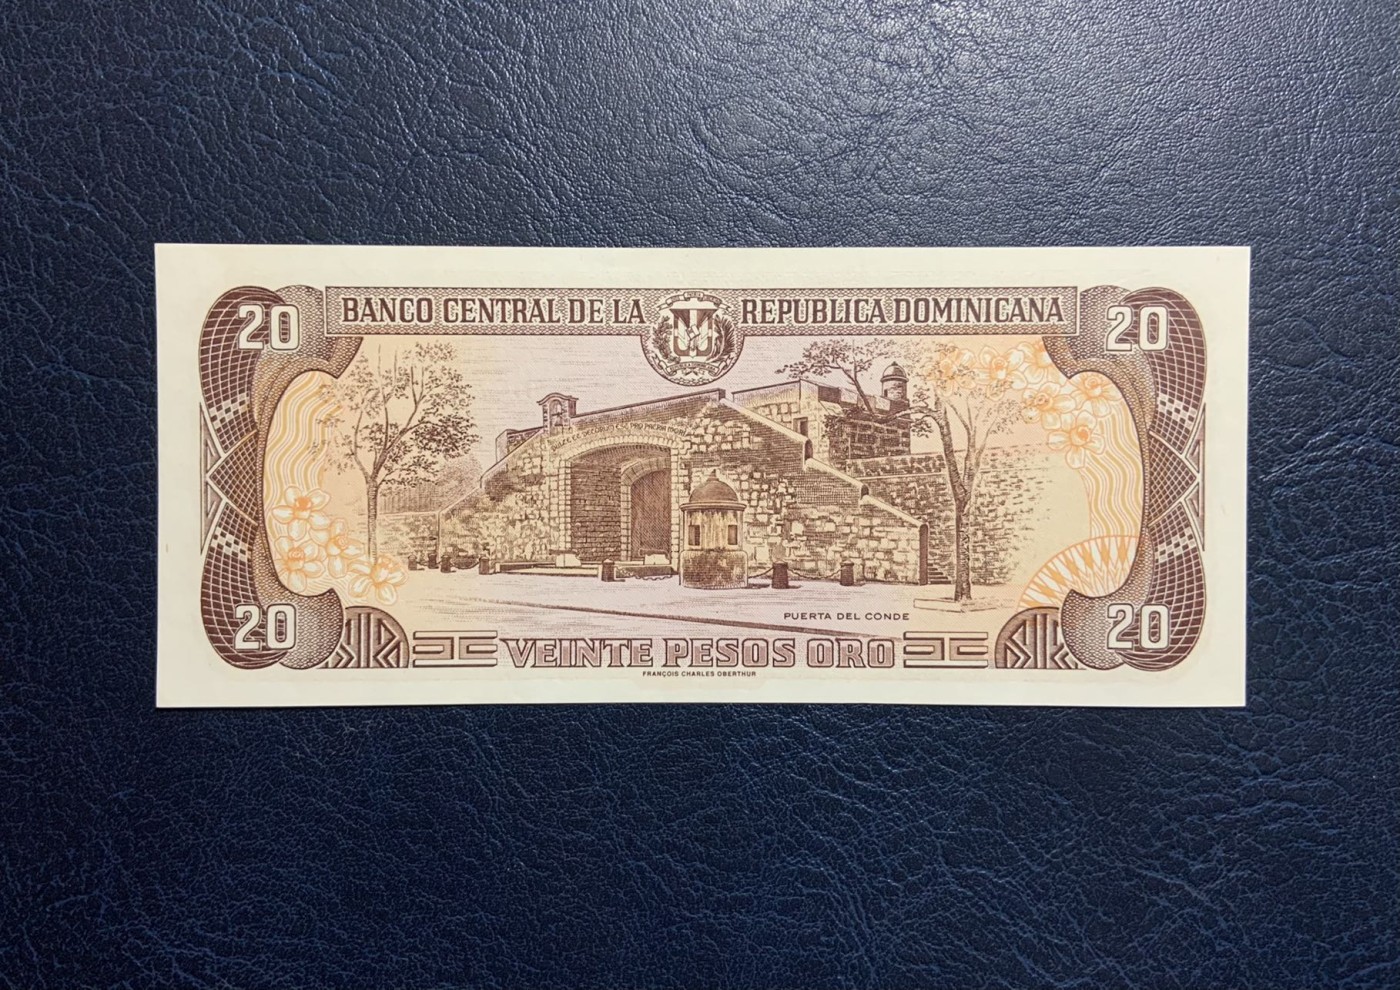 BANCO CENTRAL DE LA REPUBLICA DOMINICANA
20
20
PUERTA DEL CONDE
20
VEINTE PESOS ORO
20
FRANÇOIS CHARLES OBERTHUR